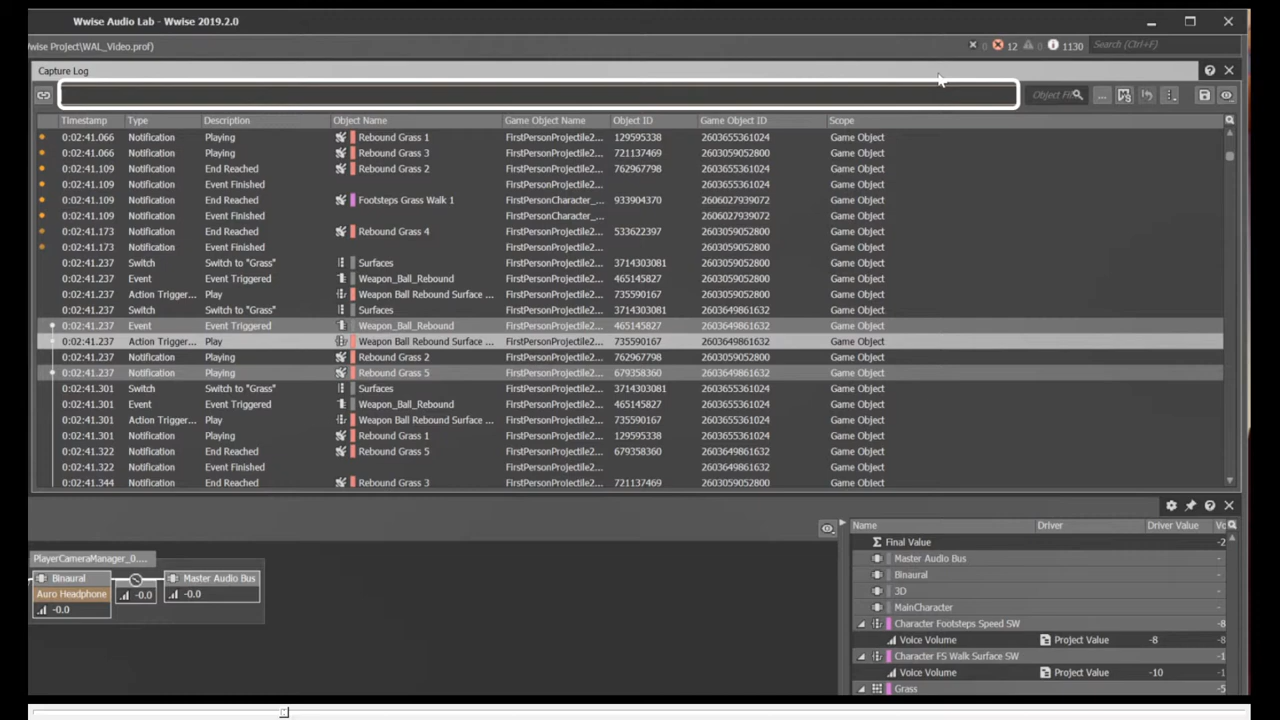 Wwise Audio Lab - Wwise 2019.2.0
Wwise Project\WAL_Video.prof)
0 12 0 1130 Search (Ctrl+F)
Capture Log
Timestamp Type Description Object Name Game Object Name Object ID Game Object ID Scope
0:02:41.066 Notification Playing Rebound Grass 1 FirstPersonProjectile2... 129595338 2603655361024 Game Object
0:02:41.066 Notification Playing Rebound Grass 3 FirstPersonProjectile2... 721137469 2603059052800 Game Object
0:02:41.109 Notification End Reached Rebound Grass 2 FirstPersonProjectile2... 762967798 2603655361024 Game Object
0:02:41.109 Notification Event Finished FirstPersonProjectile2... 2603655361024 Game Object
0:02:41.109 Notification End Reached Footsteps Grass Walk 1 FirstPersonCharacter_... 933904370 2606027939072 Game Object
0:02:41.109 Notification Event Finished FirstPersonCharacter_... 2606027939072 Game Object
0:02:41.173 Notification End Reached Rebound Grass 4 FirstPersonProjectile2... 533622397 2603059052800 Game Object
0:02:41.173 Notification Event Finished FirstPersonProjectile2... 2603059052800 Game Object
0:02:41.237 Switch Switch to "Grass" Surfaces FirstPersonProjectile2... 3714303081 2603059052800 Game Object
0:02:41.237 Event Event Triggered Weapon_Ball_Rebound FirstPersonProjectile2... 465145827 2603059052800 Game Object
0:02:41.237 Action Trigger... Play Weapon Ball Rebound Surface ... FirstPersonProjectile2... 735590167 2603059052800 Game Object
0:02:41.237 Switch Switch to "Grass" Surfaces FirstPersonProjectile2... 3714303081 2603649861632 Game Object
0:02:41.237 Event Event Triggered Weapon_Ball_Rebound FirstPersonProjectile2... 465145827 2603649861632 Game Object
0:02:41.237 Action Trigger... Play Weapon Ball Rebound Surface ... FirstPersonProjectile2... 735590167 2603649861632 Game Object
0:02:41.237 Notification Playing Rebound Grass 2 FirstPersonProjectile2... 762967798 2603059052800 Game Object
0:02:41.237 Notification Playing Rebound Grass 5 FirstPersonProjectile2... 679358360 2603649861632 Game Object
0:02:41.301 Switch Switch to "Grass" Surfaces FirstPersonProjectile2... 3714303081 2603655361024 Game Object
0:02:41.301 Event Event Triggered Weapon_Ball_Rebound FirstPersonProjectile2... 465145827 2603655361024 Game Object
0:02:41.301 Action Trigger... Play Weapon Ball Rebound Surface ... FirstPersonProjectile2... 735590167 2603655361024 Game Object
0:02:41.301 Notification Playing Rebound Grass 1 FirstPersonProjectile2... 129595338 2603655361024 Game Object
0:02:41.322 Notification End Reached Rebound Grass 5 FirstPersonProjectile2... 679358360 2603649861632 Game Object
0:02:41.322 Notification Event Finished FirstPersonProjectile2... 2603649861632 Game Object
0:02:41.344 Notification End Reached Rebound Grass 3 FirstPersonProjectile2... 721137469 2603059052800 Game Object
PlayerCameraManager_0....
Binaural Master Audio Bus
Auro Headphone -0.0 -0.0
-0.0
Name Driver Driver Value
Final Value -2
Master Audio Bus
Binaural
3D
MainCharacter
Character Footsteps Speed SW -8
Voice Volume Project Value -8 -8
Character FS Walk Surface SW -1
Voice Volume Project Value -10 -1
Grass -5